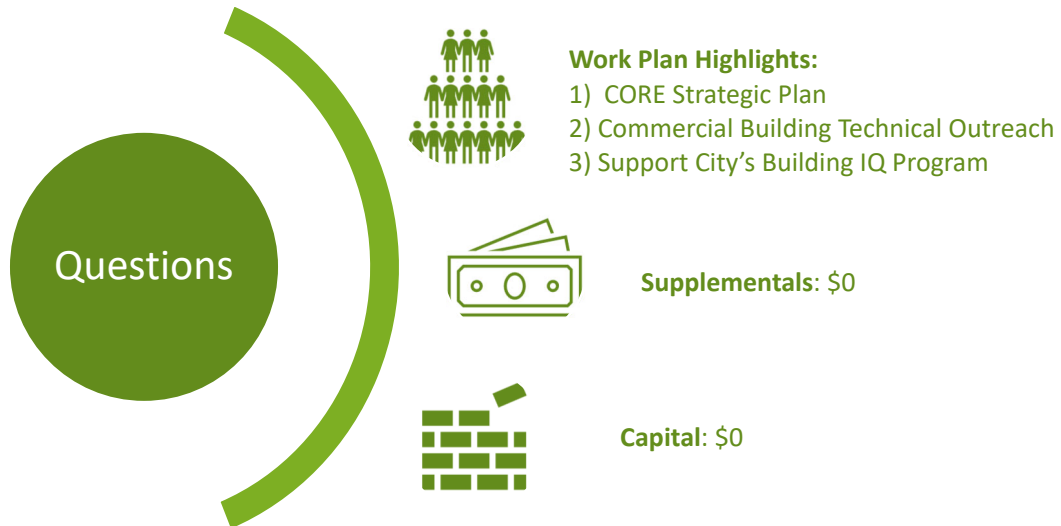 Questions
Work Plan Highlights:
1) CORE Strategic Plan
2) Commercial Building Technical Outreach
3) Support City’s Building IQ Program
Supplementals: $0
Capital: $0